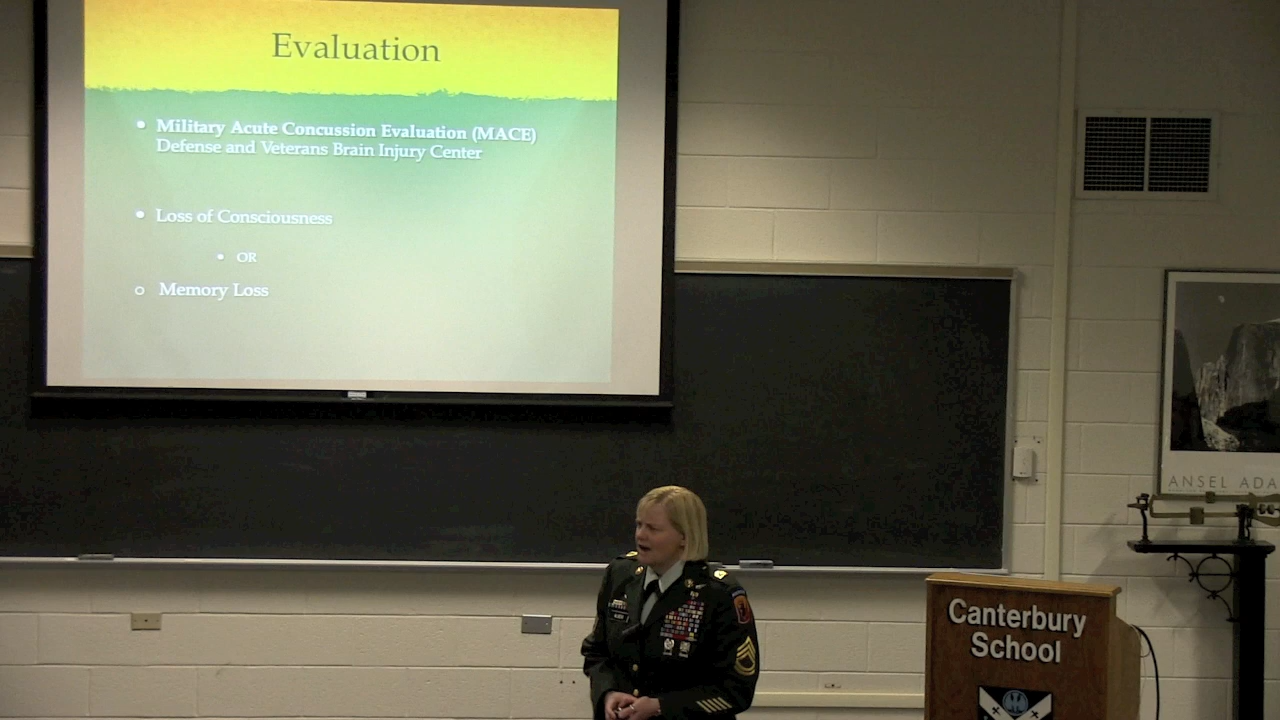 Evaluation
• Military Acute Concussion Evaluation (MACE)
Defense and Veterans Brain Injury Center
• Loss of Consciousness
• OR
○ Memory Loss
ANSEL ADA
Canterbury
School